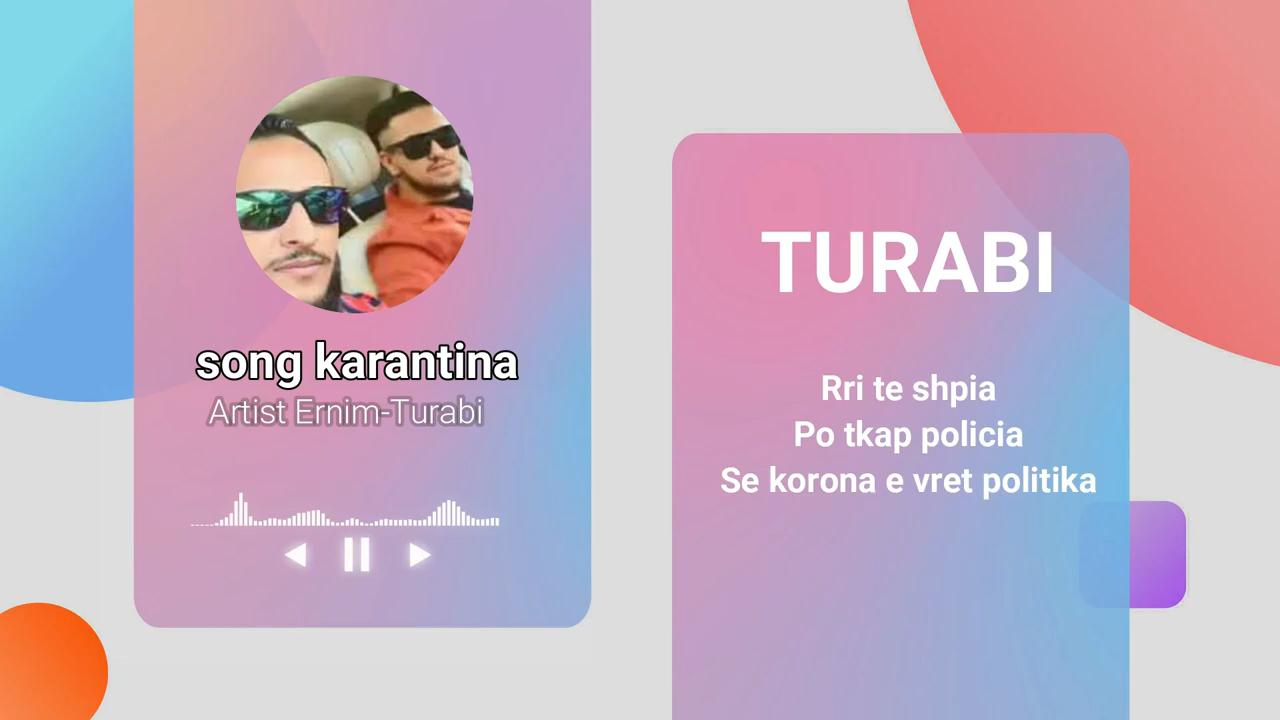 song karantina
Artist Ernim-Turabi
TURABI
Rri te shpia
Po tkap policia
Se korona e vret politika